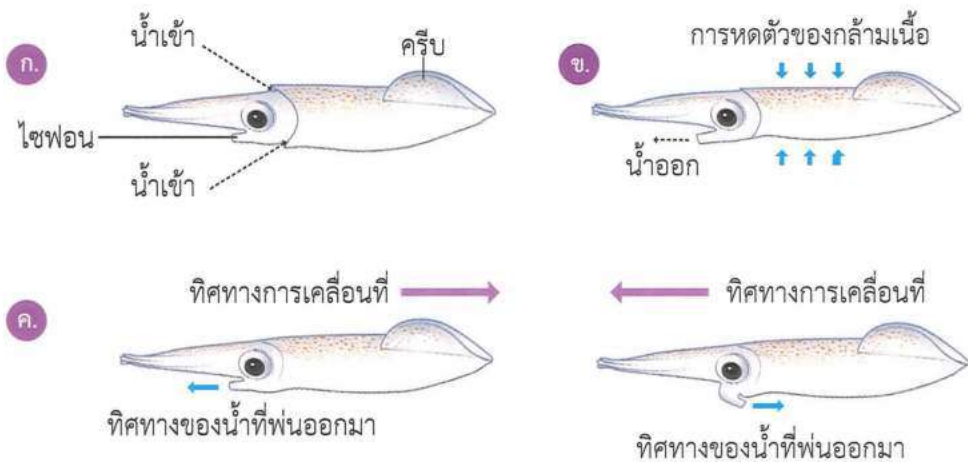 ก.
น้ำเข้า
ครีบ
ไซฟอน
น้ำเข้า
ข.
การหดตัวของกล้ามเนื้อ
น้ำออก
ค.
ทิศทางการเคลื่อนที่
ทิศทางของน้ำที่พ่นออกมา
ทิศทางการเคลื่อนที่
ทิศทางของน้ำที่พ่นออกมา